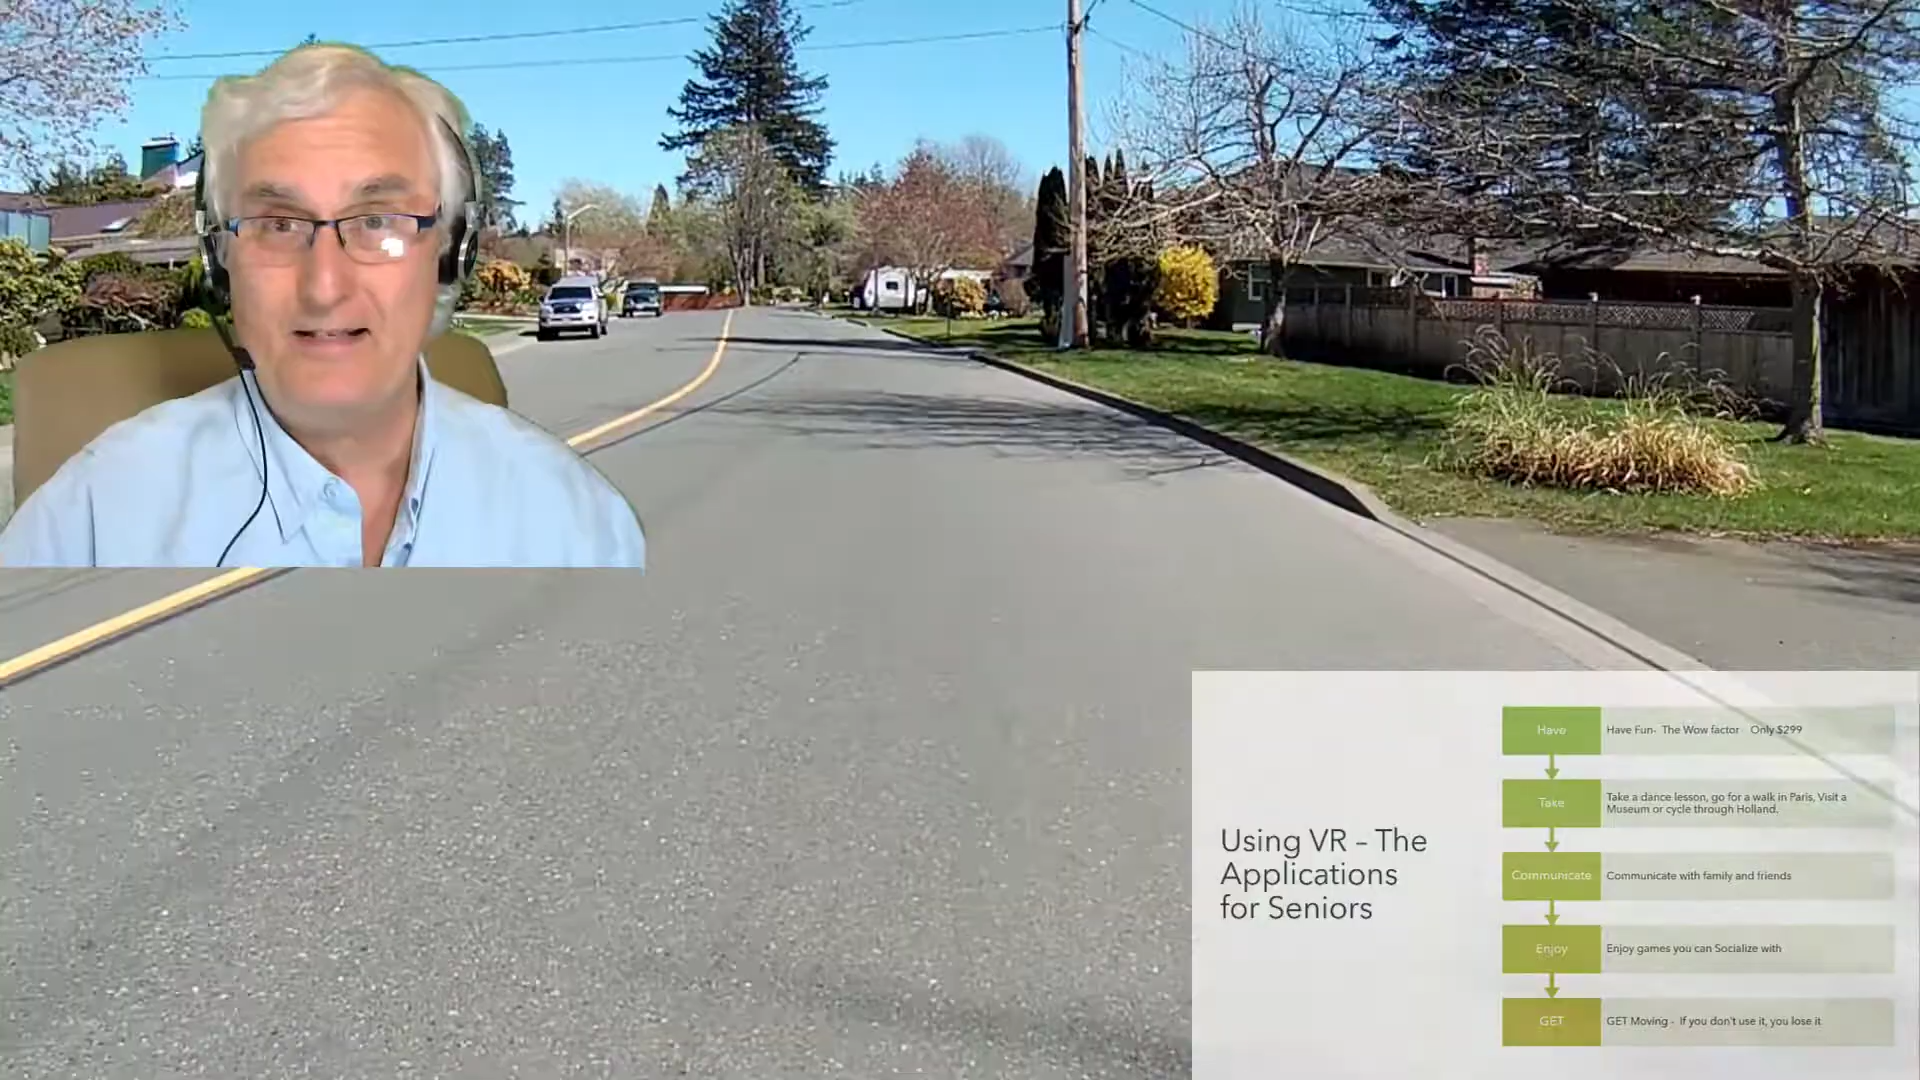 Using VR – The
Applications
for Seniors
Have
Have Fun- The Wow factor Only $299
Take
Take a dance lesson, go for a walk in Paris, Visit a
Museum or cycle through Holland.
Communicate
Communicate with family and friends
Enjoy
Enjoy games you can Socialize with
GET
GET Moving - If you don't use it, you lose it